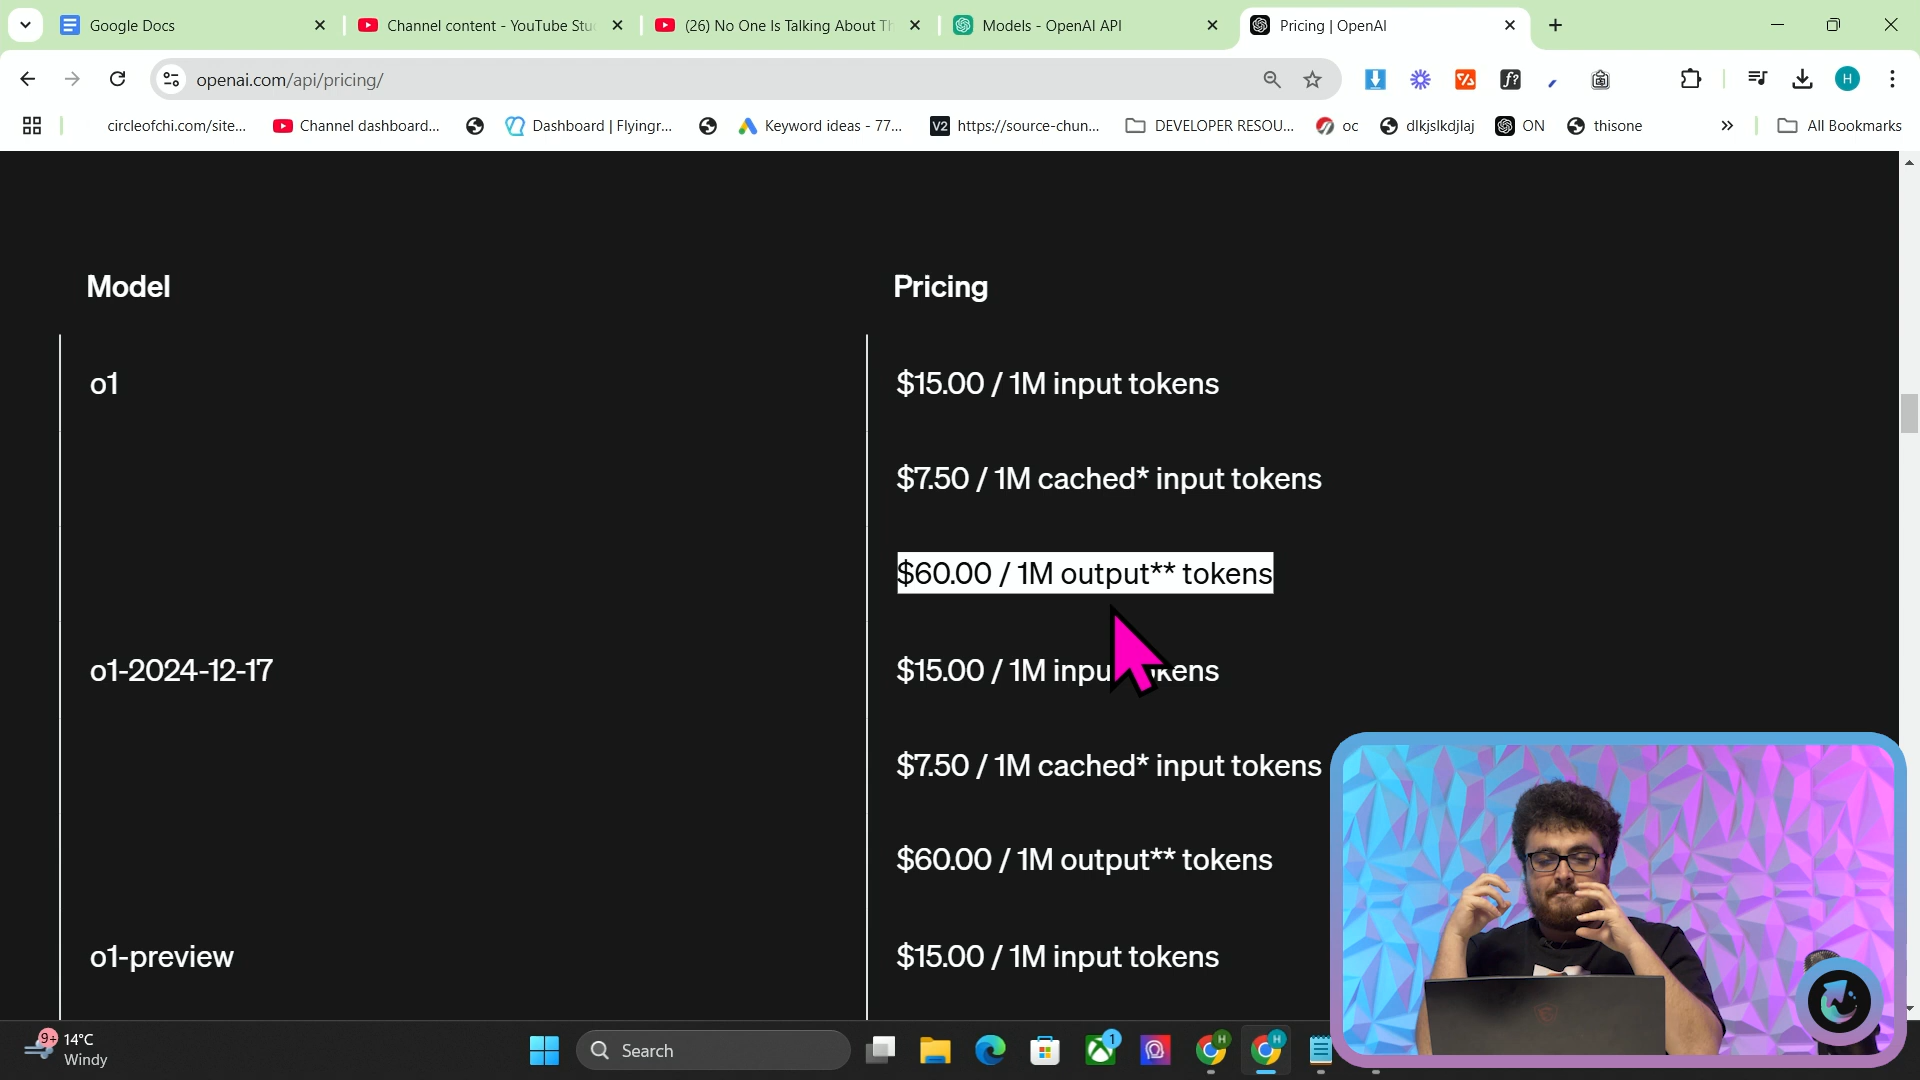 Google Docs
Channel content - YouTube Stu
(26) No One Is Talking About Th
Models - OpenAI API
Pricing | OpenAI
openai.com/api/pricing/
H
circleofchi.com/site...
Channel dashboard...
Dashboard | Flyingr...
Keyword ideas - 77...
V2
https://source-chun...
DEVELOPER RESOU...
oc
dlkjslkdjlaj
ON
thisone
All Bookmarks
Model
Pricing
o1
$15.00 / 1M input tokens
$7.50 / 1M cached* input tokens
$60.00 / 1M output** tokens
o1-2024-12-17
$15.00 / 1M inpu kens
$7.50 / 1M cached* input tokens
$60.00 / 1M output** tokens
o1-preview
$15.00 / 1M input tokens
9+
14°C
Windy
Search
1
H
H